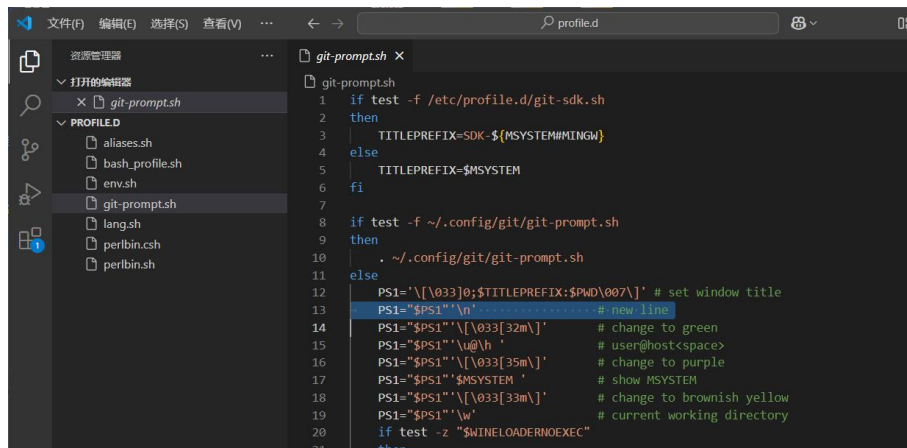 文件(F) 编辑(E) 选择(S) 查看(V) ··· ← → profile.d
资源管理器 ···
打开的编辑器
× git-prompt.sh
PROFILE.D
aliases.sh
bash_profile.sh
env.sh
git-prompt.sh
lang.sh
perlbin.csh
perlbin.sh
1
git-prompt.sh ×
git-prompt.sh
1 if test -f /etc/profile.d/git-sdk.sh
2 then
3 TITLEPREFIX=SDK-${MSYSTEM#MINGW}
4 else
5 TITLEPREFIX=$MSYSTEM
6 fi
7
8 if test -f ~/.config/git/git-prompt.sh
9 then
10 . ~/.config/git/git-prompt.sh
11 else
12 PS1='\[\033]0;$TITLEPREFIX:$PWD\007\]' # set window title
13 PS1="$PS1"'\n' # new line
14 PS1="$PS1"'\[\033[32m\]' # change to green
15 PS1="$PS1"'\u@\h ' # user@host<space>
16 PS1="$PS1"'\[\033[35m\]' # change to purple
17 PS1="$PS1"'$MSYSTEM ' # show MSYSTEM
18 PS1="$PS1"'\[\033[33m\]' # change to brownish yellow
19 PS1="$PS1"'\w' # current working directory
20 if test -z "$WINELOADERNOEXEC"
21 then